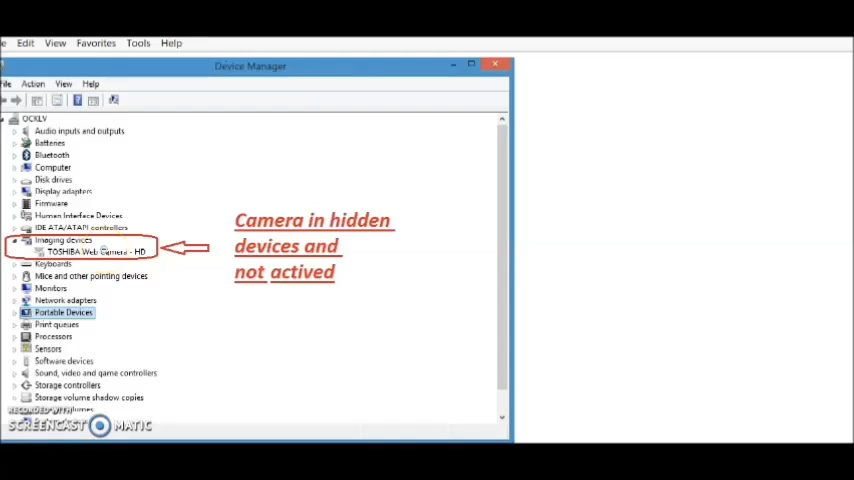 Edit View Favorites Tools Help
Device Manager
File Action View Help
OCKLV
Audio inputs and outputs
Batteries
Bluetooth
Computer
Disk drives
Display adapters
Firmware
Human Interface Devices
IDE ATA/ATAPI controllers
Imaging devices
TOSHIBA Web Camera - HD
Keyboards
Mice and other pointing devices
Monitors
Network adapters
Portable Devices
Print queues
Processors
Sensors
Software devices
Sound, video and game controllers
Storage controllers
Storage volume shadow copies
Camera in hidden
devices and
not actived
RECORDED WITH
SCREENCAST MATIC